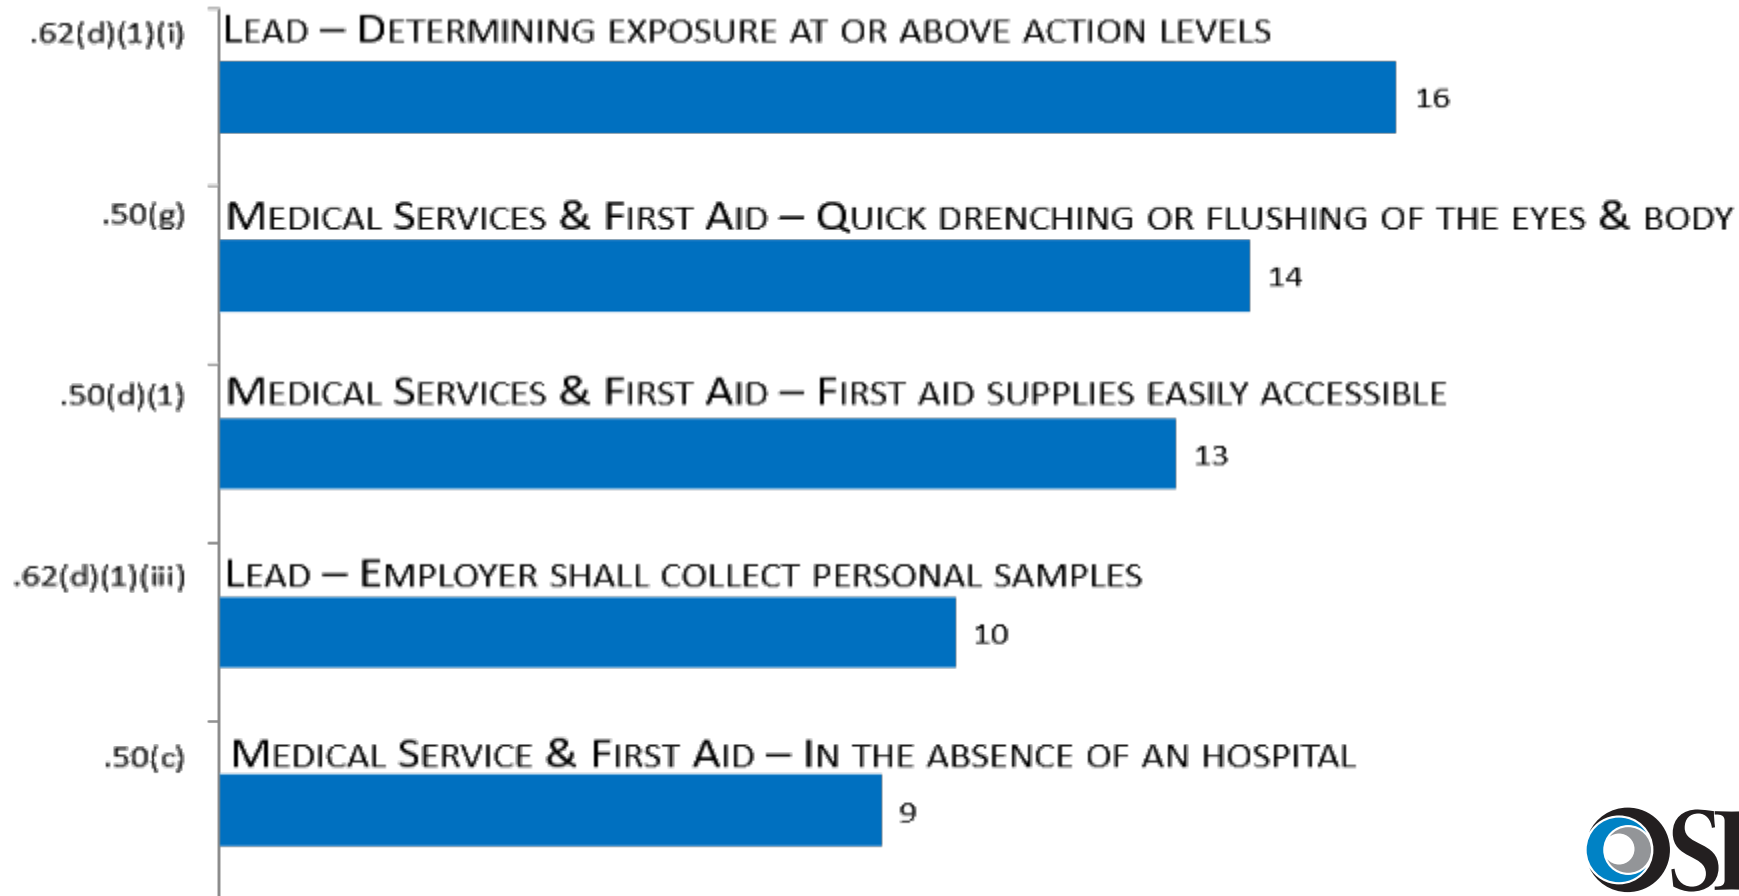 .62(d)(1)(i) LEAD – DETERMINING EXPOSURE AT OR ABOVE ACTION LEVELS
16
.50(g) MEDICAL SERVICES & FIRST AID – QUICK DRENCHING OR FLUSHING OF THE EYES & BODY
14
.50(d)(1) MEDICAL SERVICES & FIRST AID – FIRST AID SUPPLIES EASILY ACCESSIBLE
13
.62(d)(1)(iii) LEAD – EMPLOYER SHALL COLLECT PERSONAL SAMPLES
10
.50(c) MEDICAL SERVICE & FIRST AID – IN THE ABSENCE OF AN HOSPITAL
9